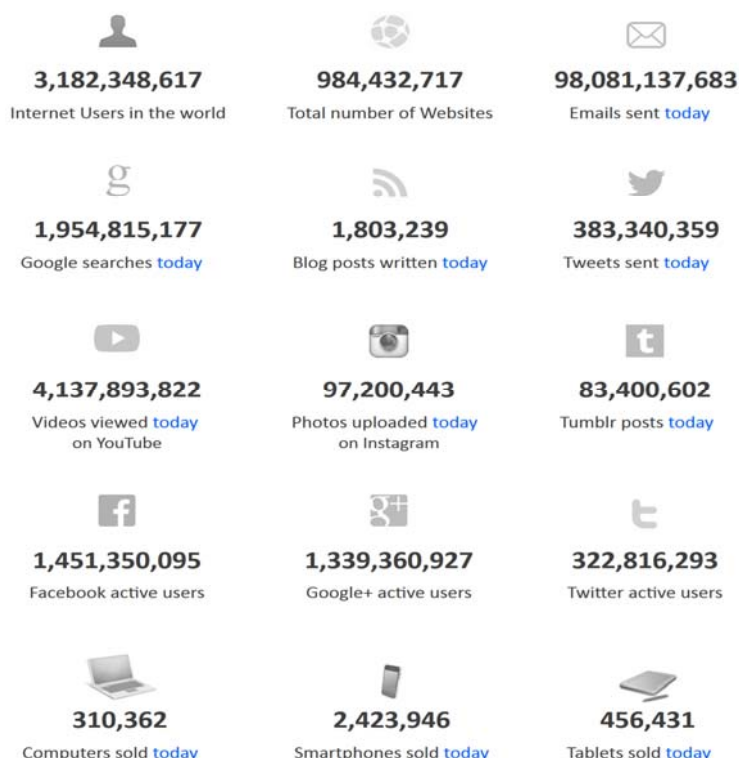 3,182,348,617
Internet Users in the world
984,432,717
Total number of Websites
98,081,137,683
Emails sent today
g
1,954,815,177
Google searches today
1,803,239
Blog posts written today
383,340,359
Tweets sent today
4,137,893,822
Videos viewed today
on YouTube
97,200,443
Photos uploaded today
on Instagram
t
83,400,602
Tumblr posts today
f
1,451,350,095
Facebook active users
g+
1,339,360,927
Google+ active users
t
322,816,293
Twitter active users
310,362
Computers sold today
2,423,946
Smartphones sold today
456,431
Tablets sold today